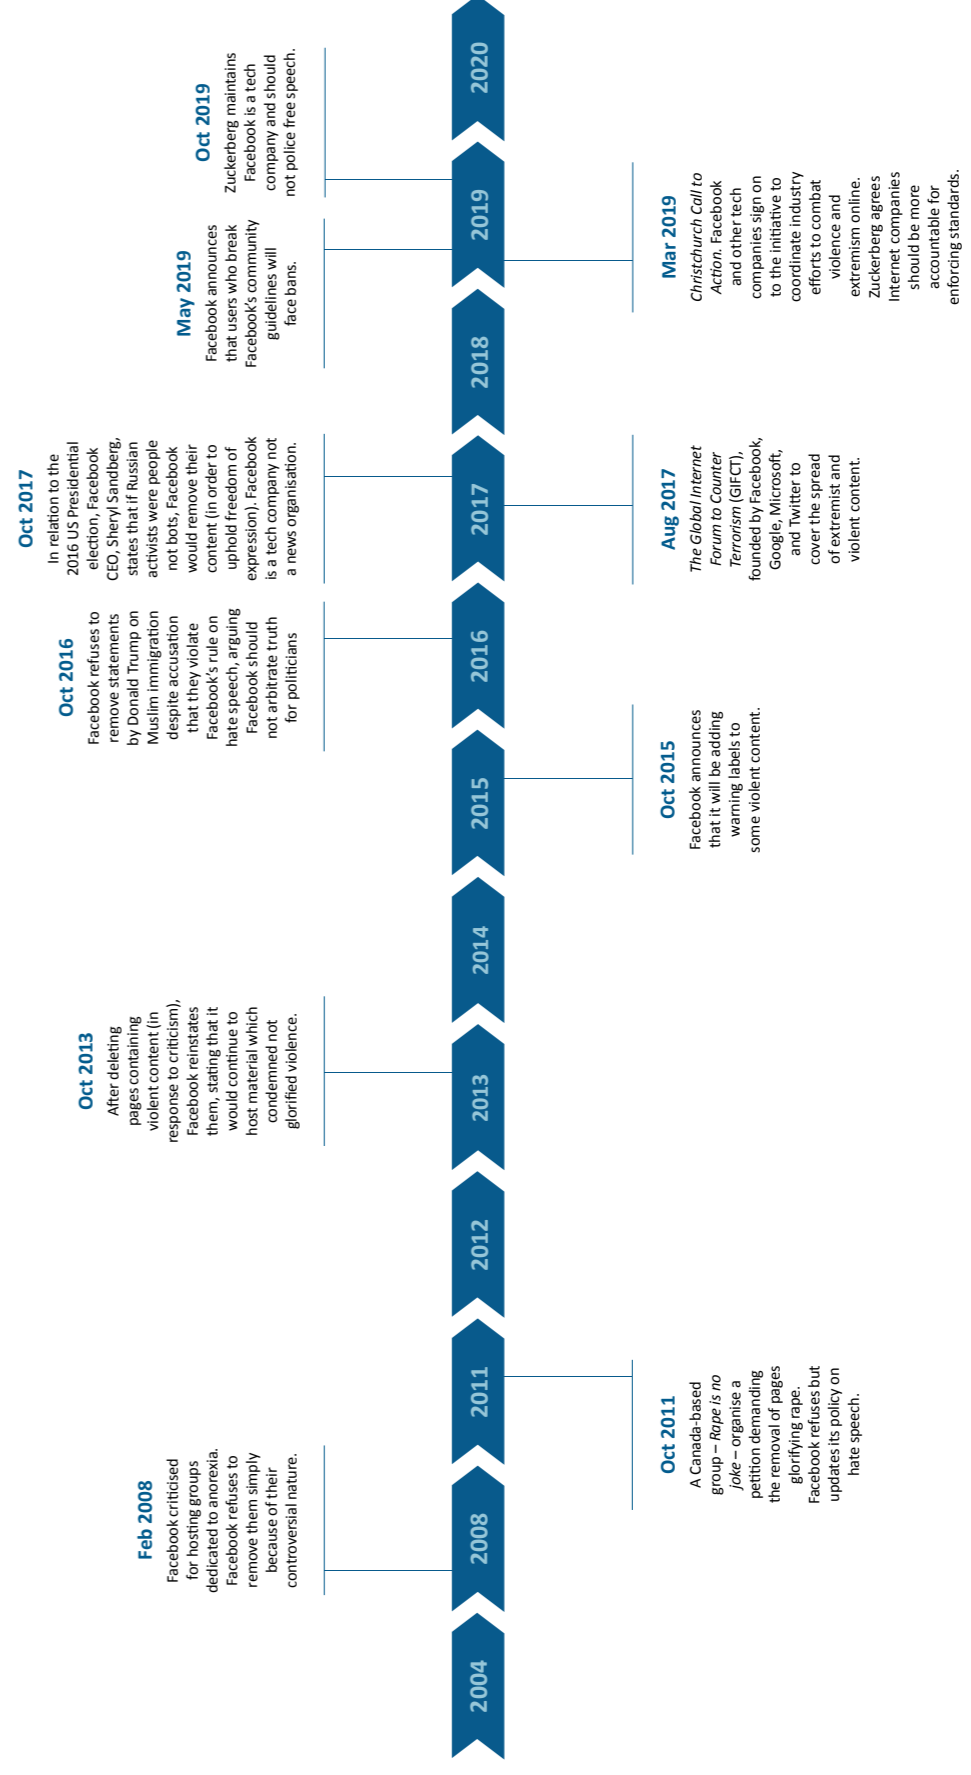 Feb 2008
Facebook criticised
for hosting groups
dedicated to anorexia.
Facebook refuses to
remove them simply
because of their
controversial nature.
Oct 2013
After deleting
pages containing
violent content (in
response to criticism),
Facebook reinstates
them, stating that it
would continue to
host material which
condemned not
glorified violence.
Oct 2016
Facebook refuses to
remove statements
by Donald Trump on
Muslim immigration
despite accusation
that they violate
Facebook's rule on
hate speech, arguing
Facebook should
not arbitrate truth
for politicians
Oct 2017
In relation to the
2016 US Presidential
election, Facebook
CEO, Sheryl Sandberg,
states that if Russian
activists were people
not bots, Facebook
would remove their
content (in order to
uphold freedom of
expression). Facebook
is a tech company not
a news organisation.
May 2019
Facebook announces
that users who break
Facebook's community
guidelines will
face bans.
Oct 2019
Zuckerberg maintains
Facebook is a tech
company and should
not police free speech.
2004
2008
2011
2012
2013
2014
2015
2016
2017
2018
2019
2020
Oct 2011
A Canada-based
group – Rape is no
joke – organise a
petition demanding
the removal of pages
glorifying rape.
Facebook refuses but
updates its policy on
hate speech.
Oct 2015
Facebook announces
that it will be adding
warning labels to
some violent content.
Aug 2017
The Global Internet
Forum to Counter
Terrorism (GIFCT),
founded by Facebook,
Google, Microsoft,
and Twitter to
cover the spread
of extremist and
violent content.
Mar 2019
Christchurch Call to
Action. Facebook
and other tech
companies sign on
to the initiative to
coordinate industry
efforts to combat
violence and
extremism online.
Zuckerberg agrees
Internet companies
should be more
accountable for
enforcing standards.